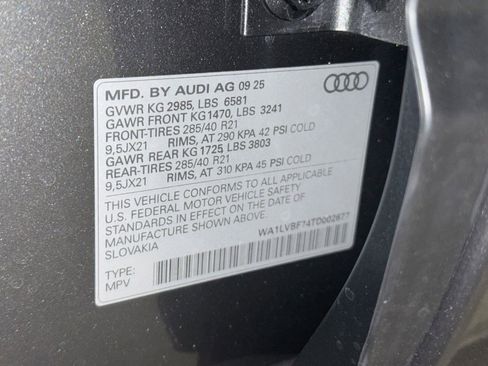 MFD. BY AUDI AG 09 25
GVWR KG 2985, LBS 6581
GAWR FRONT KG1470, LBS 3241
FRONT-TIRES 285/40 R21
9,5JX21 RIMS, AT 290 KPA 42 PSI COLD
GAWR REAR KG 1725, LBS 3803
REAR-TIRES 285/40 R21
9,5JX21 RIMS, AT 310 KPA 45 PSI COLD
THIS VEHICLE CONFORMS TO ALL APPLICABLE
U.S. FEDERAL MOTOR VEHICLE SAFETY
STANDARDS IN EFFECT ON THE DATE OF
MANUFACTURE SHOWN ABOVE.
SLOVAKIA
WA1LVBF74TD002677
TYPE:
MPV